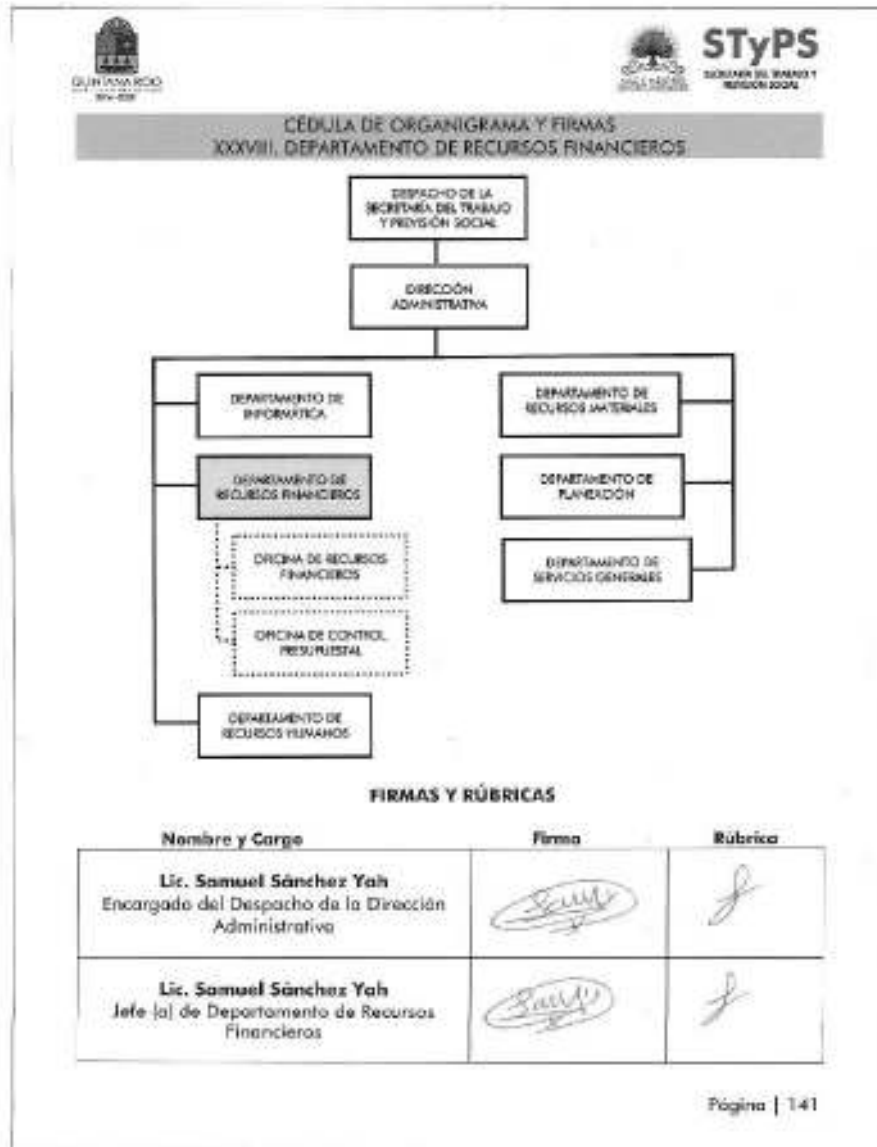 QUINTANA ROO
STyPS
SECRETARÍA DEL TRABAJO Y
PREVISIÓN SOCIAL
CÉDULA DE ORGANIGRAMA Y FIRMAS
XXXVIII. DEPARTAMENTO DE RECURSOS FINANCIEROS
DESPACHO DE LA
SECRETARÍA DEL TRABAJO
Y PREVISIÓN SOCIAL
DIRECCIÓN
ADMINISTRATIVA
DEPARTAMENTO DE
INFORMÁTICA
DEPARTAMENTO DE
RECURSOS MATERIALES
DEPARTAMENTO DE
RECURSOS FINANCIEROS
DEPARTAMENTO DE
PLANEACIÓN
OFICINA DE RECURSOS
FINANCIEROS
DEPARTAMENTO DE
SERVICIOS GENERALES
OFICINA DE CONTROL
PRESUPUESTAL
DEPARTAMENTO DE
RECURSOS HUMANOS
FIRMAS Y RÚBRICAS
Nombre y Cargo Firma Rúbrica
Lic. Samuel Sánchez Yah
Encargado del Despacho de la Dirección
Administrativa
Lic. Samuel Sánchez Yah
Jefe (a) de Departamento de Recursos
Financieros
Página | 141